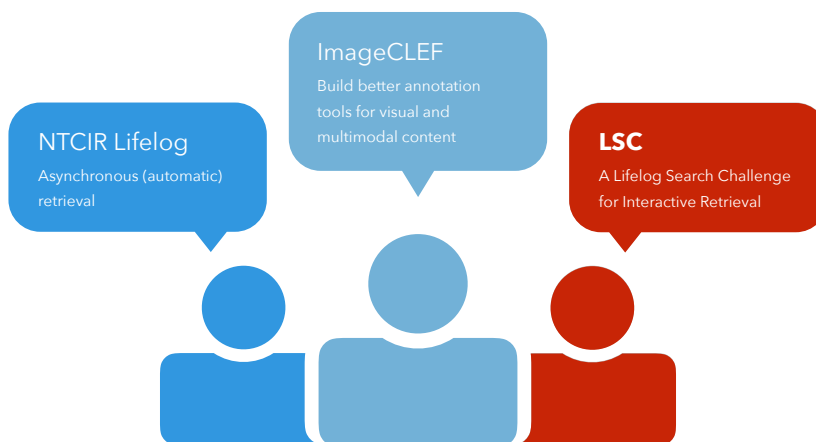 ImageCLEF
Build better annotation
tools for visual and
multimodal content
NTCIR Lifelog
Asynchronous (automatic)
retrieval
LSC
A Lifelog Search Challenge
for Interactive Retrieval